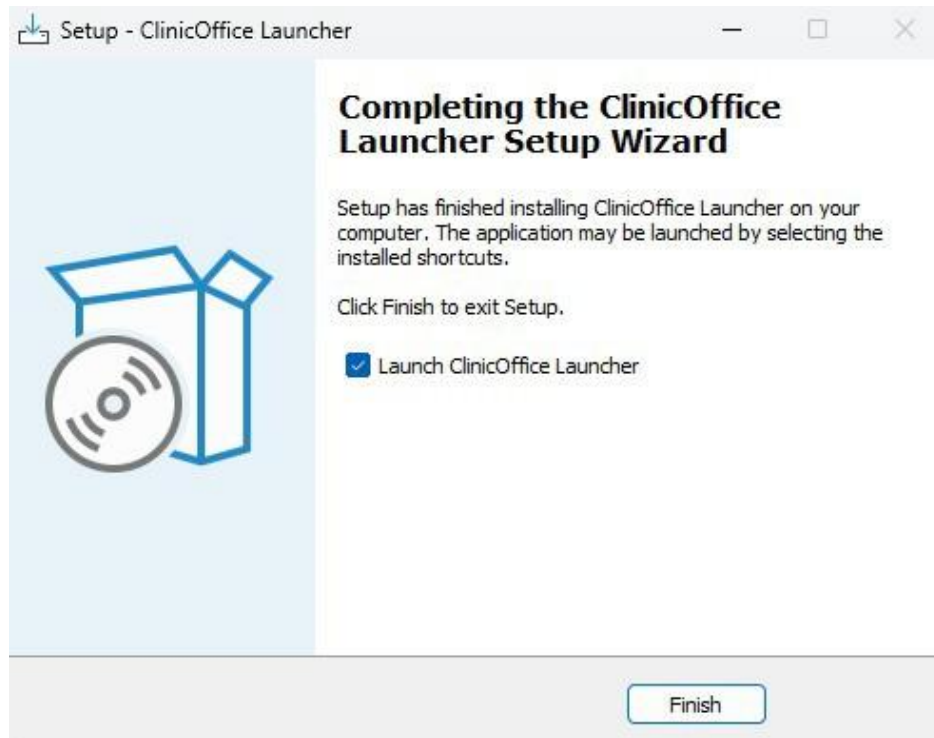 Setup - ClinicOffice Launcher
Completing the ClinicOffice
Launcher Setup Wizard
Setup has finished installing ClinicOffice Launcher on your
computer. The application may be launched by selecting the
installed shortcuts.
Click Finish to exit Setup.
Launch ClinicOffice Launcher
Finish